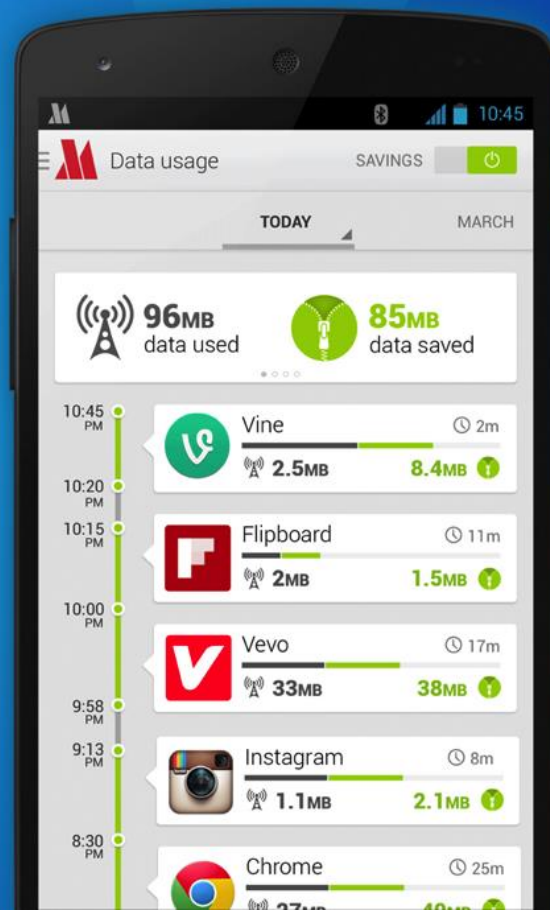 10:45
Data usage SAVINGS
TODAY MARCH
96MB 85MB
data used data saved
10:45 PM
Vine 2m
2.5MB 8.4MB
10:20 PM
10:15 PM
Flipboard 11m
2MB 1.5MB
10:00 PM
Vevo 17m
33MB 38MB
9:58 PM
9:13 PM
Instagram 8m
1.1MB 2.1MB
8:30 PM
Chrome 25m